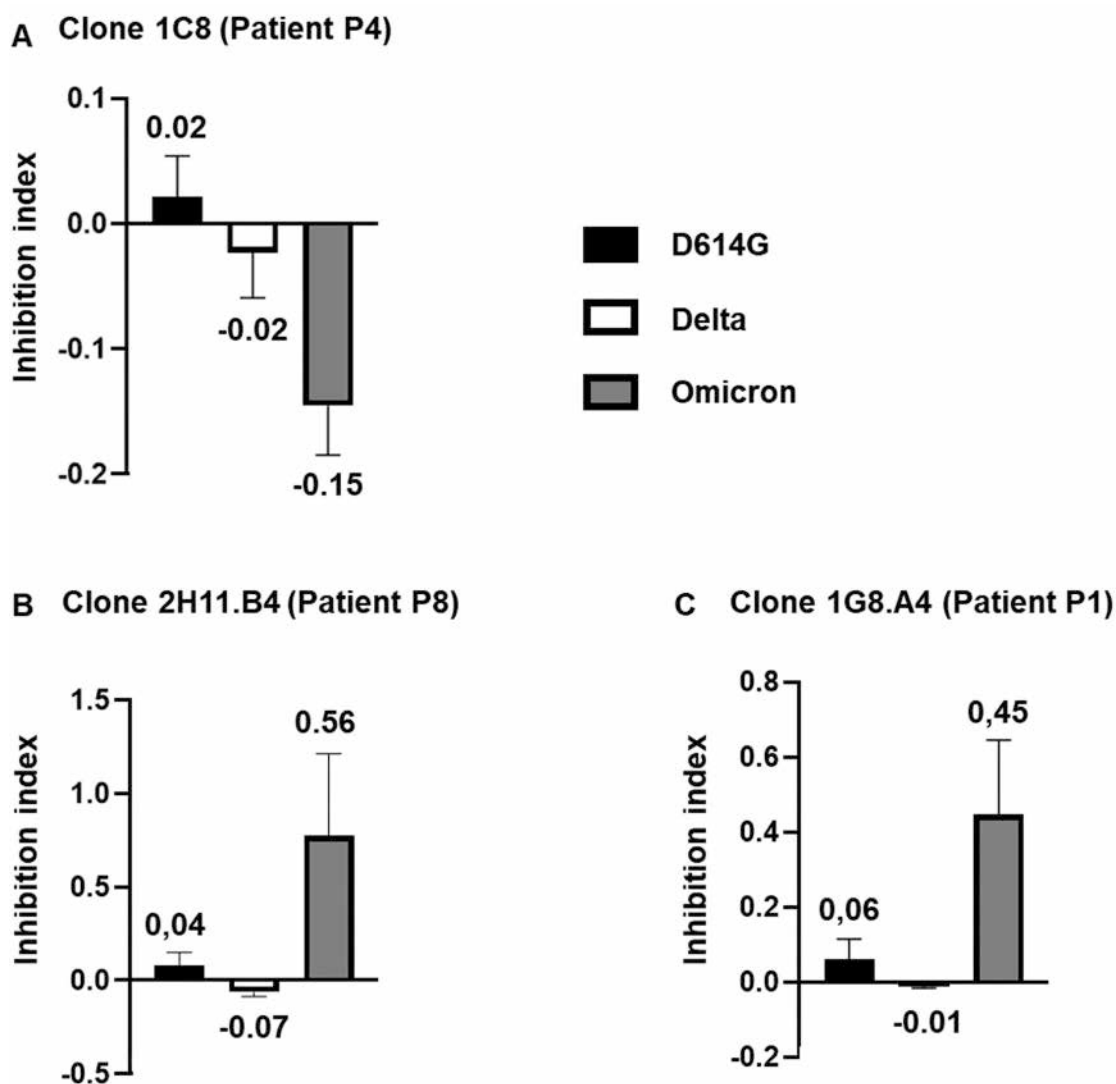 A Clone 1C8 (Patient P4)
Inhibition index
0.1
0.0
-0.1
-0.2
0.02
-0.02
-0.15
D614G
Delta
Omicron
B Clone 2H11.B4 (Patient P8)
Inhibition index
1.5
1.0
0.5
0.0
-0.5
0,04
-0.07
0.56
C Clone 1G8.A4 (Patient P1)
Inhibition index
0.8
0.6
0.4
0.2
0.0
-0.2
0,06
-0.01
0,45